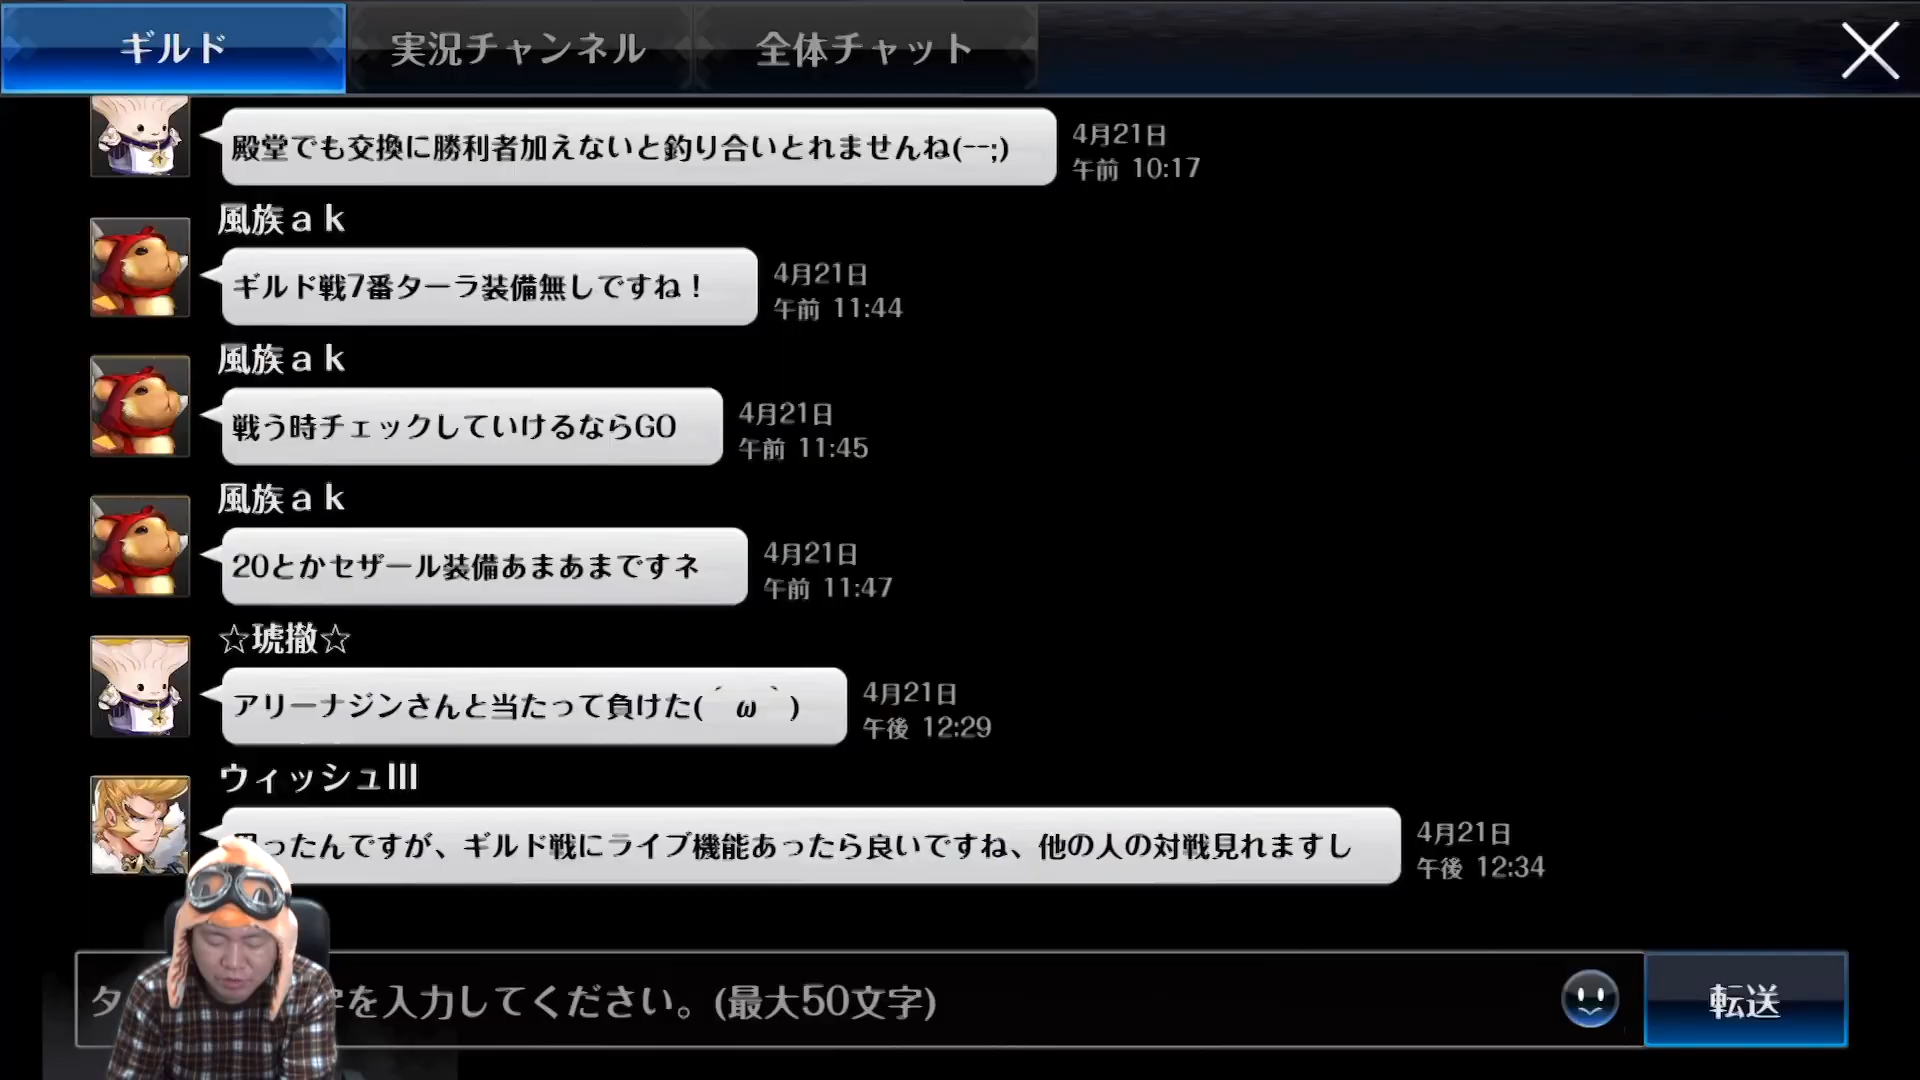 ギルド
実況チャンネル
全体チャット
殿堂でも交換に勝利者加えないと釣り合いとれませんね(--;)
4月21日
午前 10:17
風族ak
ギルド戦7番ターラ装備無しですね！
4月21日
午前 11:44
風族ak
戦う時チェックしていけるならGO
4月21日
午前 11:45
風族ak
20とかセザール装備あまあまですネ
4月21日
午前 11:47
☆琥撤☆
アリーナジンさんと当たって負けた(´ω｀)
4月21日
午後 12:29
ウィッシュIII
ったんですが、ギルド戦にライブ機能あったら良いですね、他の人の対戦見れますし
4月21日
午後 12:34
を入力してください。(最大50文字)
転送